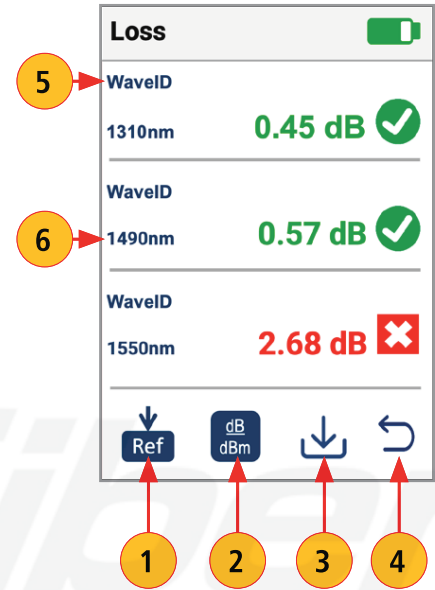 Loss
5
WaveID
1310nm 0.45 dB
WaveID
6
1490nm 0.57 dB
WaveID
1550nm 2.68 dB
Ref
dB
dBm
1 2 3 4